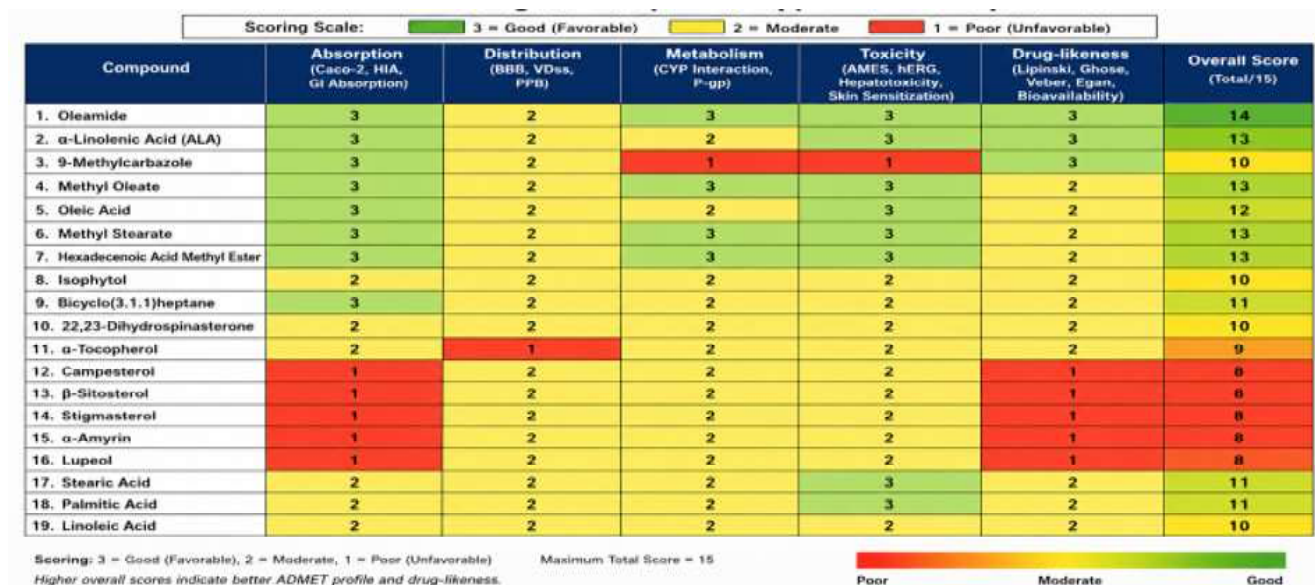 Scoring Scale: 3 = Good (Favorable) 2 = Moderate 1 = Poor (Unfavorable)
Compound Absorption (Caco-2, HIA, GI Absorption) Distribution (BBB, VDss, PPB) Metabolism (CYP Interaction, P-gp) Toxicity (AMES, hERG, Hepatotoxicity, Skin Sensitization) Drug-likeness (Lipinski, Ghose, Veber, Egan, Bioavailability) Overall Score (Total/15)
1. Oleamide 3 2 3 3 3 14
2. α-Linolenic Acid (ALA) 3 2 2 3 3 13
3. 9-Methylcarbazole 3 2 1 1 3 10
4. Methyl Oleate 3 2 3 3 2 13
5. Oleic Acid 3 2 2 3 2 12
6. Methyl Stearate 3 2 3 3 2 13
7. Hexadecenoic Acid Methyl Ester 3 2 3 3 2 13
8. Isophytol 2 2 2 2 2 10
9. Bicyclo(3.1.1)heptane 3 2 2 2 2 11
10. 22,23-Dihydrospinasterone 2 2 2 2 2 10
11. α-Tocopherol 2 1 2 2 2 9
12. Campesterol 1 2 2 2 1 8
13. β-Sitosterol 1 2 2 2 1 8
14. Stigmasterol 1 2 2 2 1 8
15. α-Amyrin 1 2 2 2 1 8
16. Lupeol 1 2 2 2 1 8
17. Stearic Acid 2 2 2 3 2 11
18. Palmitic Acid 2 2 2 3 2 11
19. Linoleic Acid 2 2 2 2 2 10
Scoring: 3 = Good (Favorable), 2 = Moderate, 1 = Poor (Unfavorable) Maximum Total Score = 15
Higher overall scores indicate better ADMET profile and drug-likeness.
Poor Moderate Good